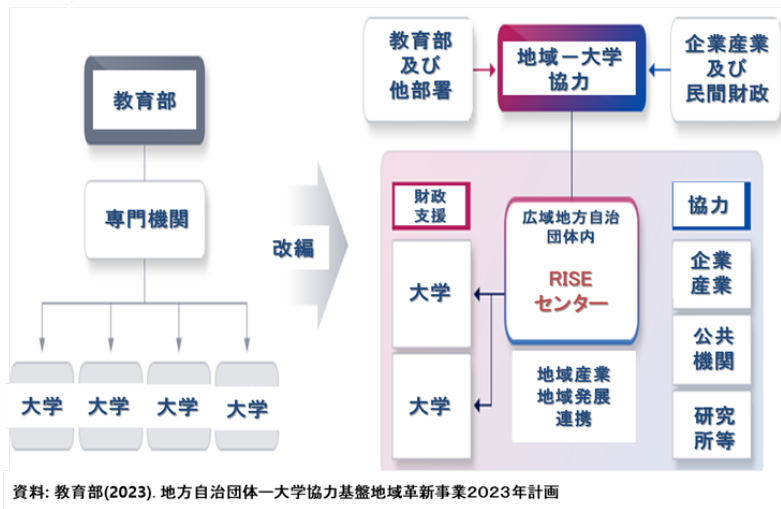 教育部
専門機関
大学
大学
大学
大学
改編
教育部
及び
他部署
地域ー大学
協力
企業産業
及び
民間財政
財政
支援
大学
大学
広域地方自治
団体内
RISE
センター
地域産業
地域発展
連携
協力
企業
産業
公共
機関
研究
所等
資料: 教育部(2023). 地方自治団体ー大学協力基盤地域革新事業2023年計画